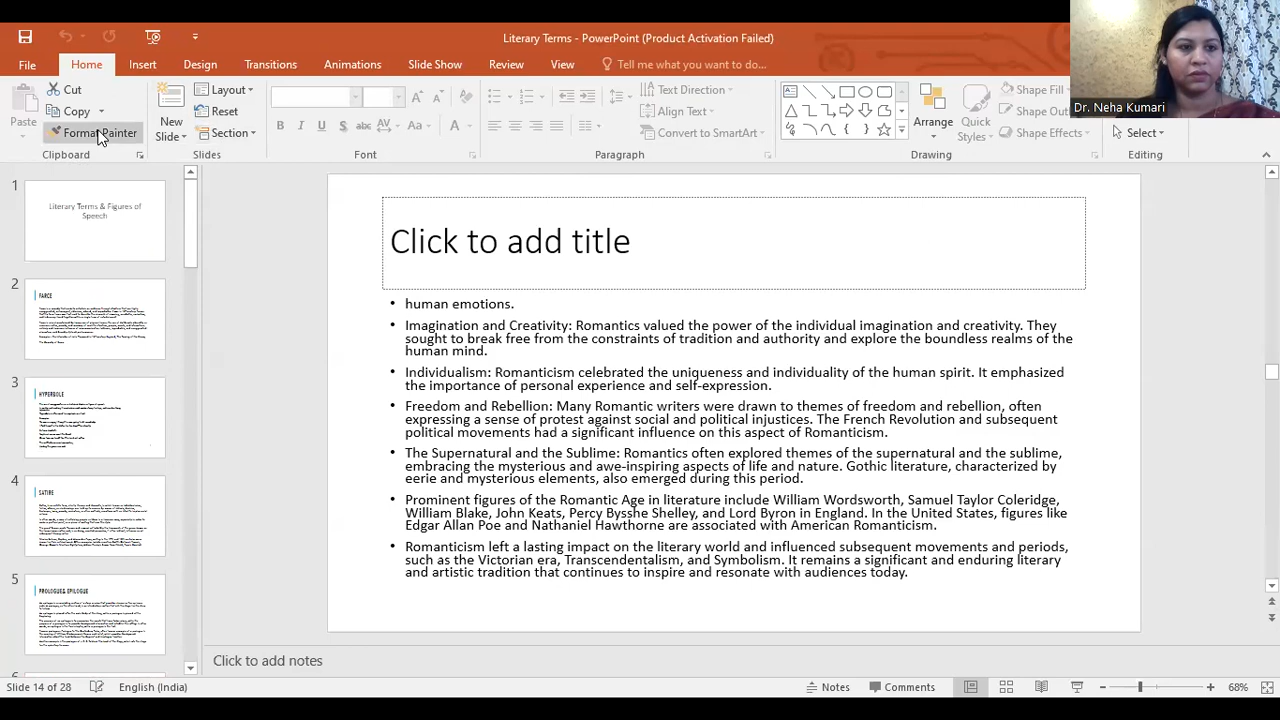 Literary Terms - PowerPoint (Product Activation Failed)
File
Home
Insert
Design
Transitions
Animations
Slide Show
Review
View
Tell me what you want to do...
Paste
Cut
Copy
Format Painter
Clipboard
New
Slide
Layout
Reset
Section
Slides
B I U S abc AV Aa A
Font
Text Direction
Align Text
Convert to SmartArt
Paragraph
Arrange
Quick
Styles
Shape Fill
Shape Outl
Shape Effects
Drawing
Select
Editing
Dr. Neha Kumari
1
Literary Terms & Figures of
Speech
2
FARCE
3
HYPERBOLE
4
SATIRE
5
PROLOGUE & EPILOGUE
Click to add title
• human emotions.
• Imagination and Creativity: Romantics valued the power of the individual imagination and creativity. They
sought to break free from the constraints of tradition and authority and explore the boundless realms of the
human mind.
• Individualism: Romanticism celebrated the uniqueness and individuality of the human spirit. It emphasized
the importance of personal experience and self-expression.
• Freedom and Rebellion: Many Romantic writers were drawn to themes of freedom and rebellion, often
expressing a sense of protest against social and political injustices. The French Revolution and subsequent
political movements had a significant influence on this aspect of Romanticism.
• The Supernatural and the Sublime: Romantics often explored themes of the supernatural and the sublime,
embracing the mysterious and awe-inspiring aspects of life and nature. Gothic literature, characterized by
eerie and mysterious elements, also emerged during this period.
• Prominent figures of the Romantic Age in literature include William Wordsworth, Samuel Taylor Coleridge,
William Blake, John Keats, Percy Bysshe Shelley, and Lord Byron in England. In the United States, figures like
Edgar Allan Poe and Nathaniel Hawthorne are associated with American Romanticism.
• Romanticism left a lasting impact on the literary world and influenced subsequent movements and periods,
such as the Victorian era, Transcendentalism, and Symbolism. It remains a significant and enduring literary
and artistic tradition that continues to inspire and resonate with audiences today.
Click to add notes
Slide 14 of 28
English (India)
Notes
Comments
68%